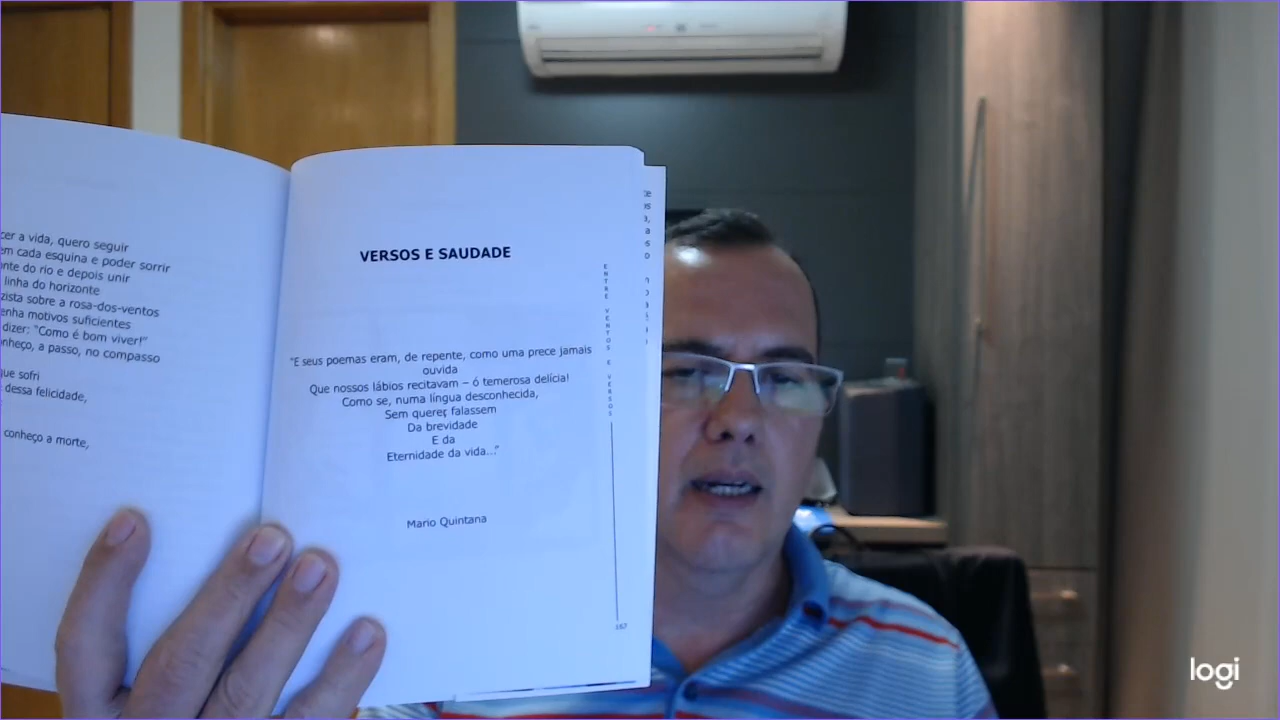 cer a vida, quero seguir
em cada esquina e poder sorrir
nte do rio e depois unir
linha do horizonte
zista sobre a rosa-dos-ventos
enha motivos suficientes
dizer: "Como é bom viver!"
nheço, a passo, no compasso
ue sofri
dessa felicidade,
conheço a morte,
VERSOS E SAUDADE
"E seus poemas eram, de repente, como uma prece jamais
ouvida
Que nossos lábios recitavam – ó temerosa delícia!
Como se, numa língua desconhecida,
Sem querer, falassem
Da brevidade
E da
Eternidade da vida..."
Mario Quintana
ENTRE VENTOS E VERSOS
logi